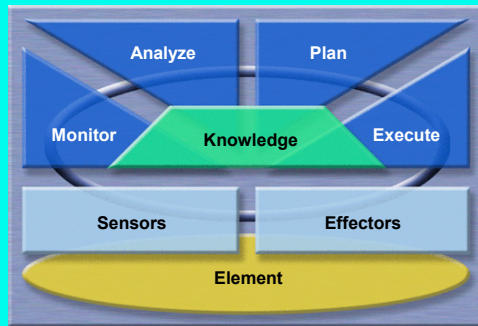 Analyze
Plan
Monitor
Knowledge
Execute
Sensors
Effectors
Element